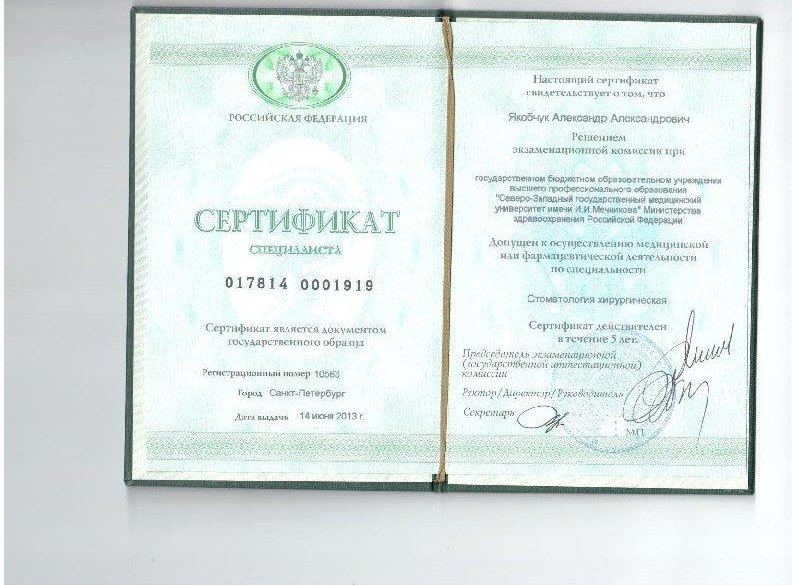 РОССИЙСКАЯ ФЕДЕРАЦИЯ
СЕРТИФИКАТ
СПЕЦИАЛИСТА
017814 0001919
Сертификат является документом
государственного образца
Регистрационный номер 10563
Город Санкт-Петербург
Дата выдачи 14 июня 2013 г.
Настоящий сертификат
свидетельствует о том, что
Якобчук Александр Александрович
Решением
экзаменационной комиссии при
государственном бюджетном образовательном учреждении
высшего профессионального образования
"Северо-Западный государственный медицинский
университет имени И.И.Мечникова" Министерства
здравоохранения Российской Федерации
Допущен к осуществлению медицинской
или фармацевтической деятельности
по специальности
Стоматология хирургическая
Сертификат действителен
в течение 5 лет.
Председатель экзаменационной
(государственной аттестационной)
комиссии
Ректор/Директор/Руководитель
Секретарь
МП